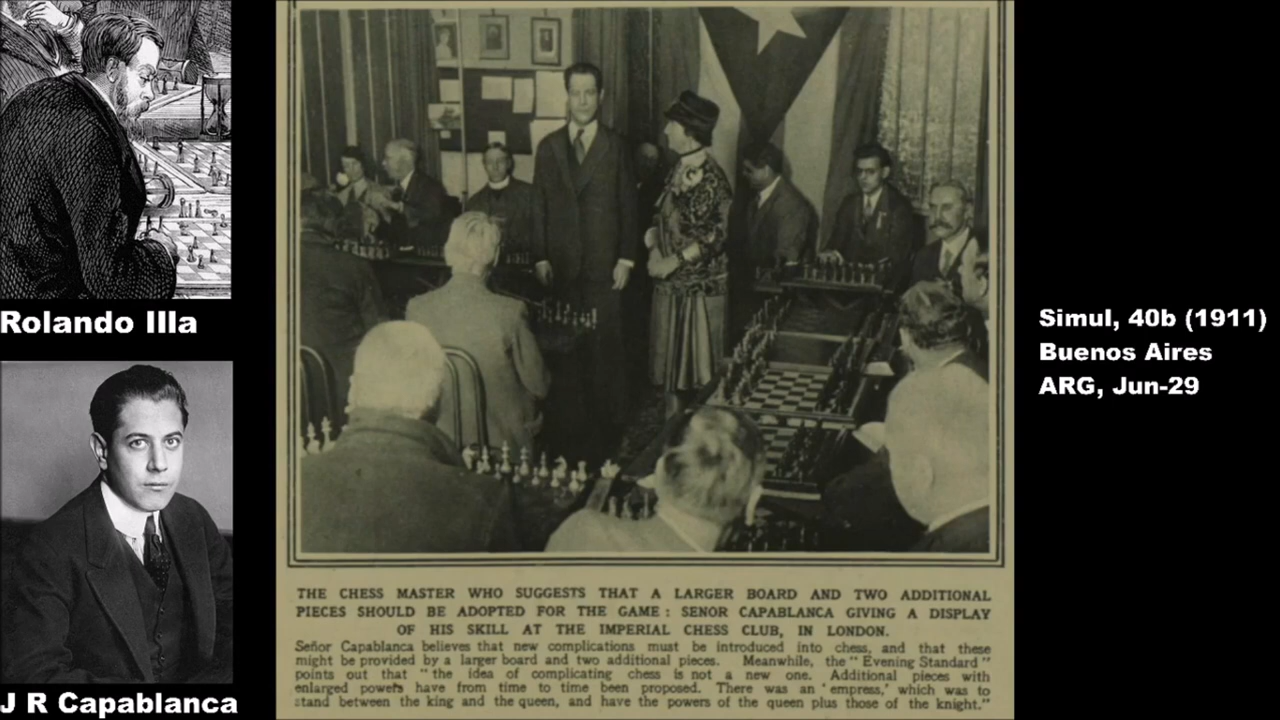 Rolando Illa
J R Capablanca
THE CHESS MASTER WHO SUGGESTS THAT A LARGER BOARD AND TWO ADDITIONAL
PIECES SHOULD BE ADOPTED FOR THE GAME : SENOR CAPABLANCA GIVING A DISPLAY
OF HIS SKILL AT THE IMPERIAL CHESS CLUB, IN LONDON.
Señor Capablanca believes that new complications must be introduced into chess, and that these
might be provided by a larger board and two additional pieces. Meanwhile, the "Evening Standard"
points out that "the idea of complicating chess is not a new one. Additional pieces with
enlarged powers have from time to time been proposed. There was an 'empress,' which was to
stand between the king and the queen, and have the powers of the queen plus those of the knight."
Simul, 40b (1911)
Buenos Aires
ARG, Jun-29